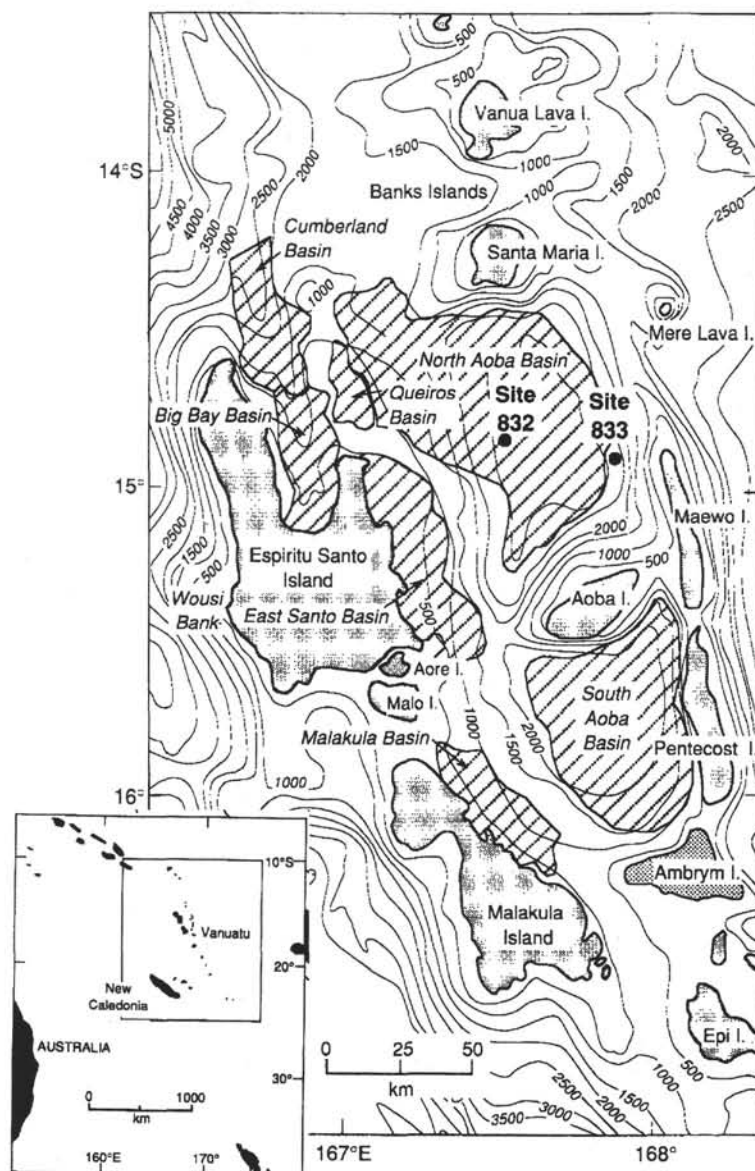 500
500
Vanua Lava I.
2000
5000
1500
1000
1500
14°S
2000
2500
Banks Islands
1000
2000
2500
4500
4000
3500
3000
Cumberland
Basin
Santa Maria I.
1000
Mere Lava I.
North Aoba Basin
Queiros
Basin
Site
832
Site
833
Big Bay Basin
15°
2000
1000
500
Maewo I.
2500
1500
500
Espiritu Santo
Island
Wousi
Bank
East Santo Basin
500
Aoba I.
Aore I.
Malo I.
1000
1500
2000
South
Aoba
Basin
Pentecost I.
Malakula Basin
1000
16°
Ambrym I.
Malakula
Island
Epi I.
10°S
Vanuatu
20°
New
Caledonia
AUSTRALIA
0
1000
km
30°
160°E
170°
0
25
50
km
1000
500
1500
2000
2500
3000
3500
167°E
168°